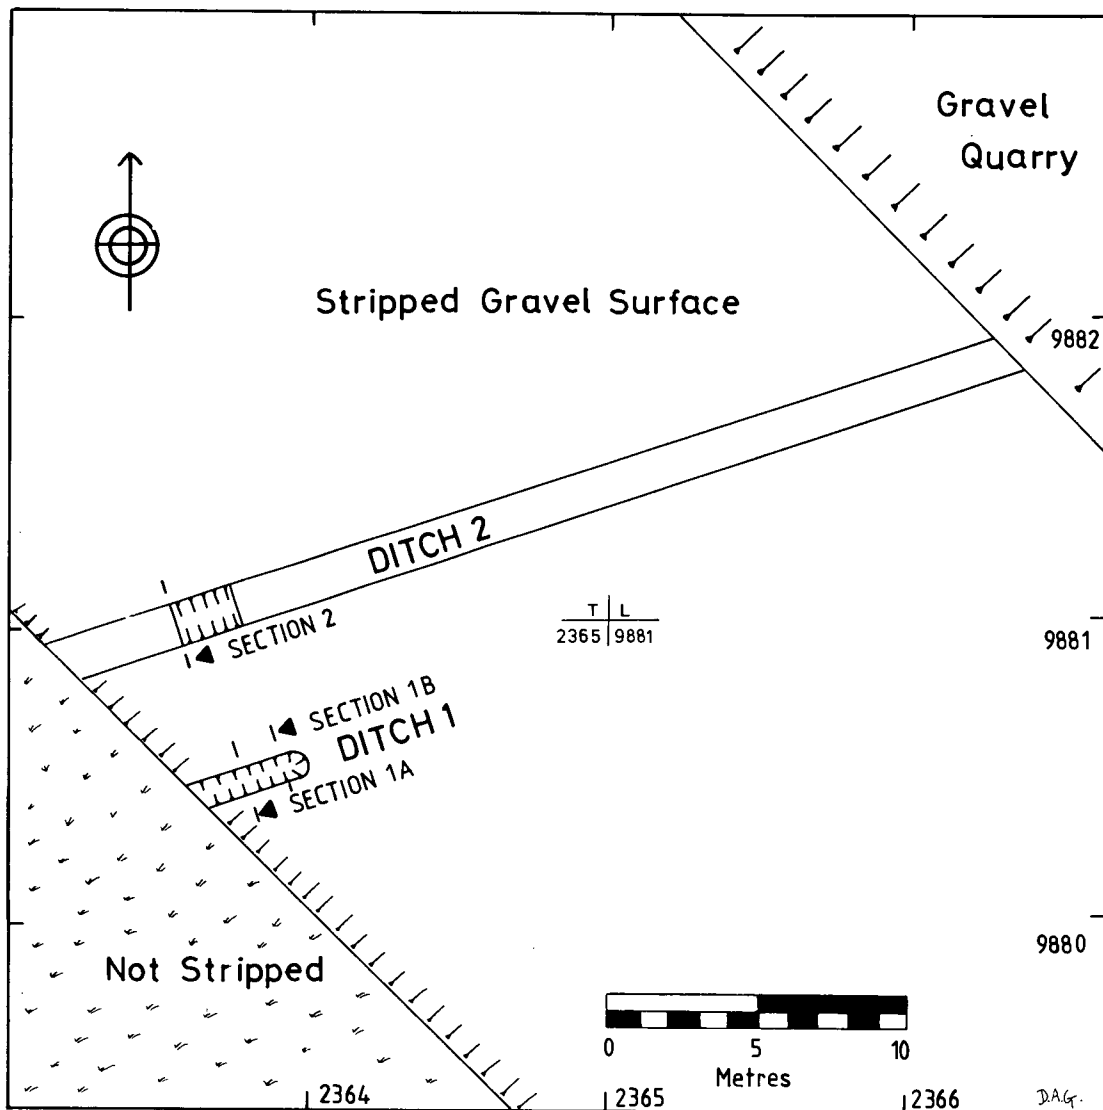 Gravel
Quarry
Stripped Gravel Surface
9882
DITCH 2
T L
2365 9881
SECTION 2
9881
SECTION 1B
DITCH 1
SECTION 1A
9880
Not Stripped
0 5 10
Metres
2364 2365 2366
D.A.G.